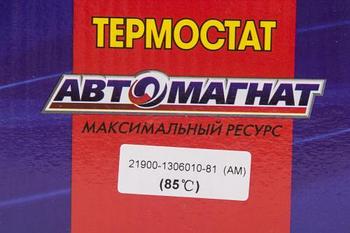 ТЕРМОСТАТ
АВТОМАГНАТ
МАКСИМАЛЬНЫЙ РЕСУРС
21900-1306010-81 (AM)
(85℃)